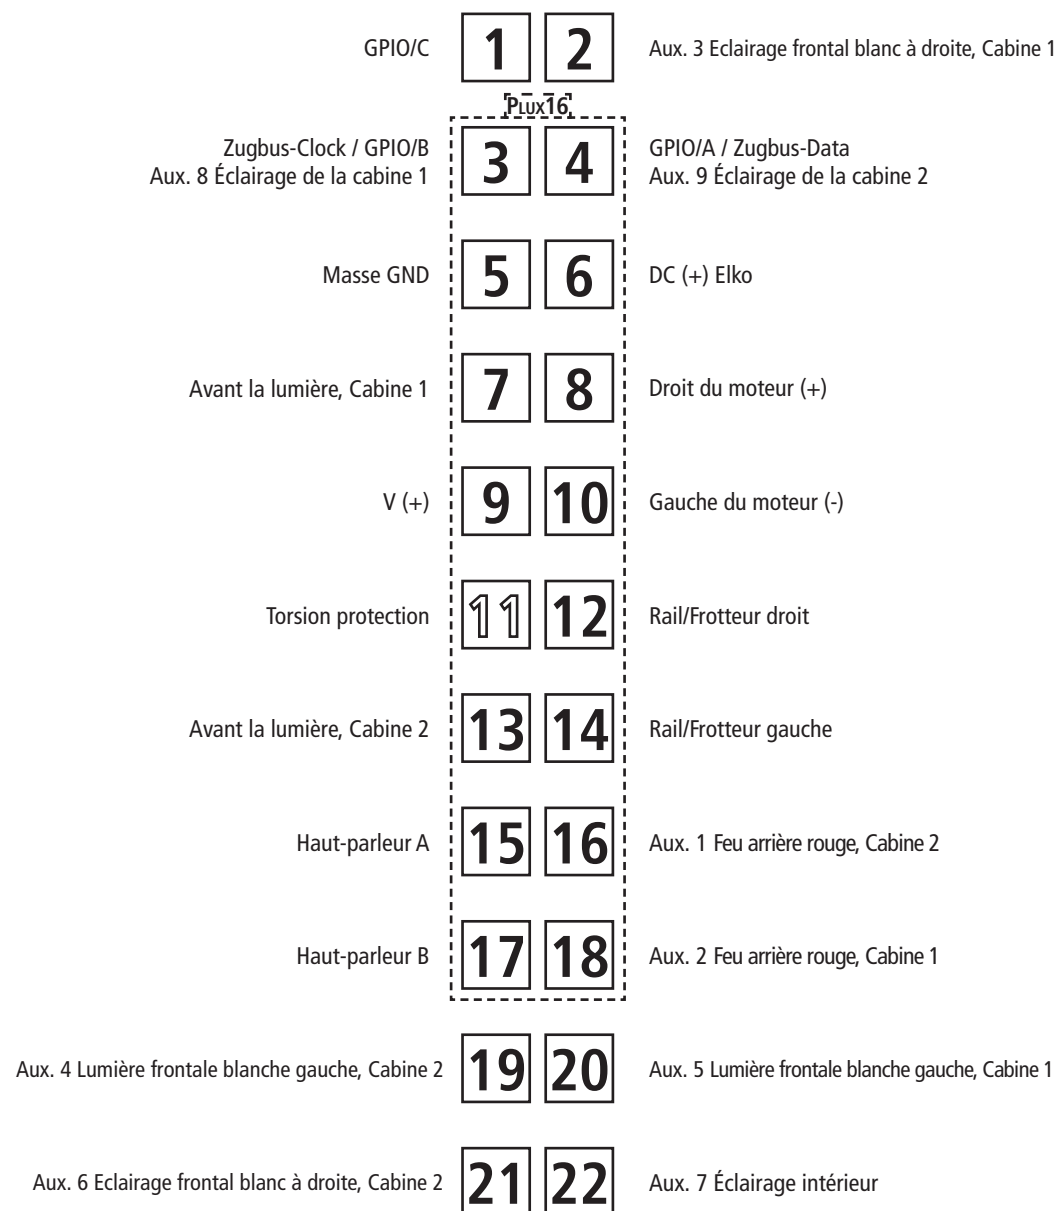 GPIO/C 1 2 Aux. 3 Eclairage frontal blanc à droite, Cabine 1
PLUX16
Zugbus-Clock / GPIO/B
Aux. 8 Éclairage de la cabine 1
3 4
GPIO/A / Zugbus-Data
Aux. 9 Éclairage de la cabine 2
Masse GND 5 6 DC (+) Elko
Avant la lumière, Cabine 1 7 8 Droit du moteur (+)
V (+) 9 10 Gauche du moteur (-)
Torsion protection 11 12 Rail/Frotteur droit
Avant la lumière, Cabine 2 13 14 Rail/Frotteur gauche
Haut-parleur A 15 16 Aux. 1 Feu arrière rouge, Cabine 2
Haut-parleur B 17 18 Aux. 2 Feu arrière rouge, Cabine 1
Aux. 4 Lumière frontale blanche gauche, Cabine 2 19 20 Aux. 5 Lumière frontale blanche gauche, Cabine 1
Aux. 6 Eclairage frontal blanc à droite, Cabine 2 21 22 Aux. 7 Éclairage intérieur